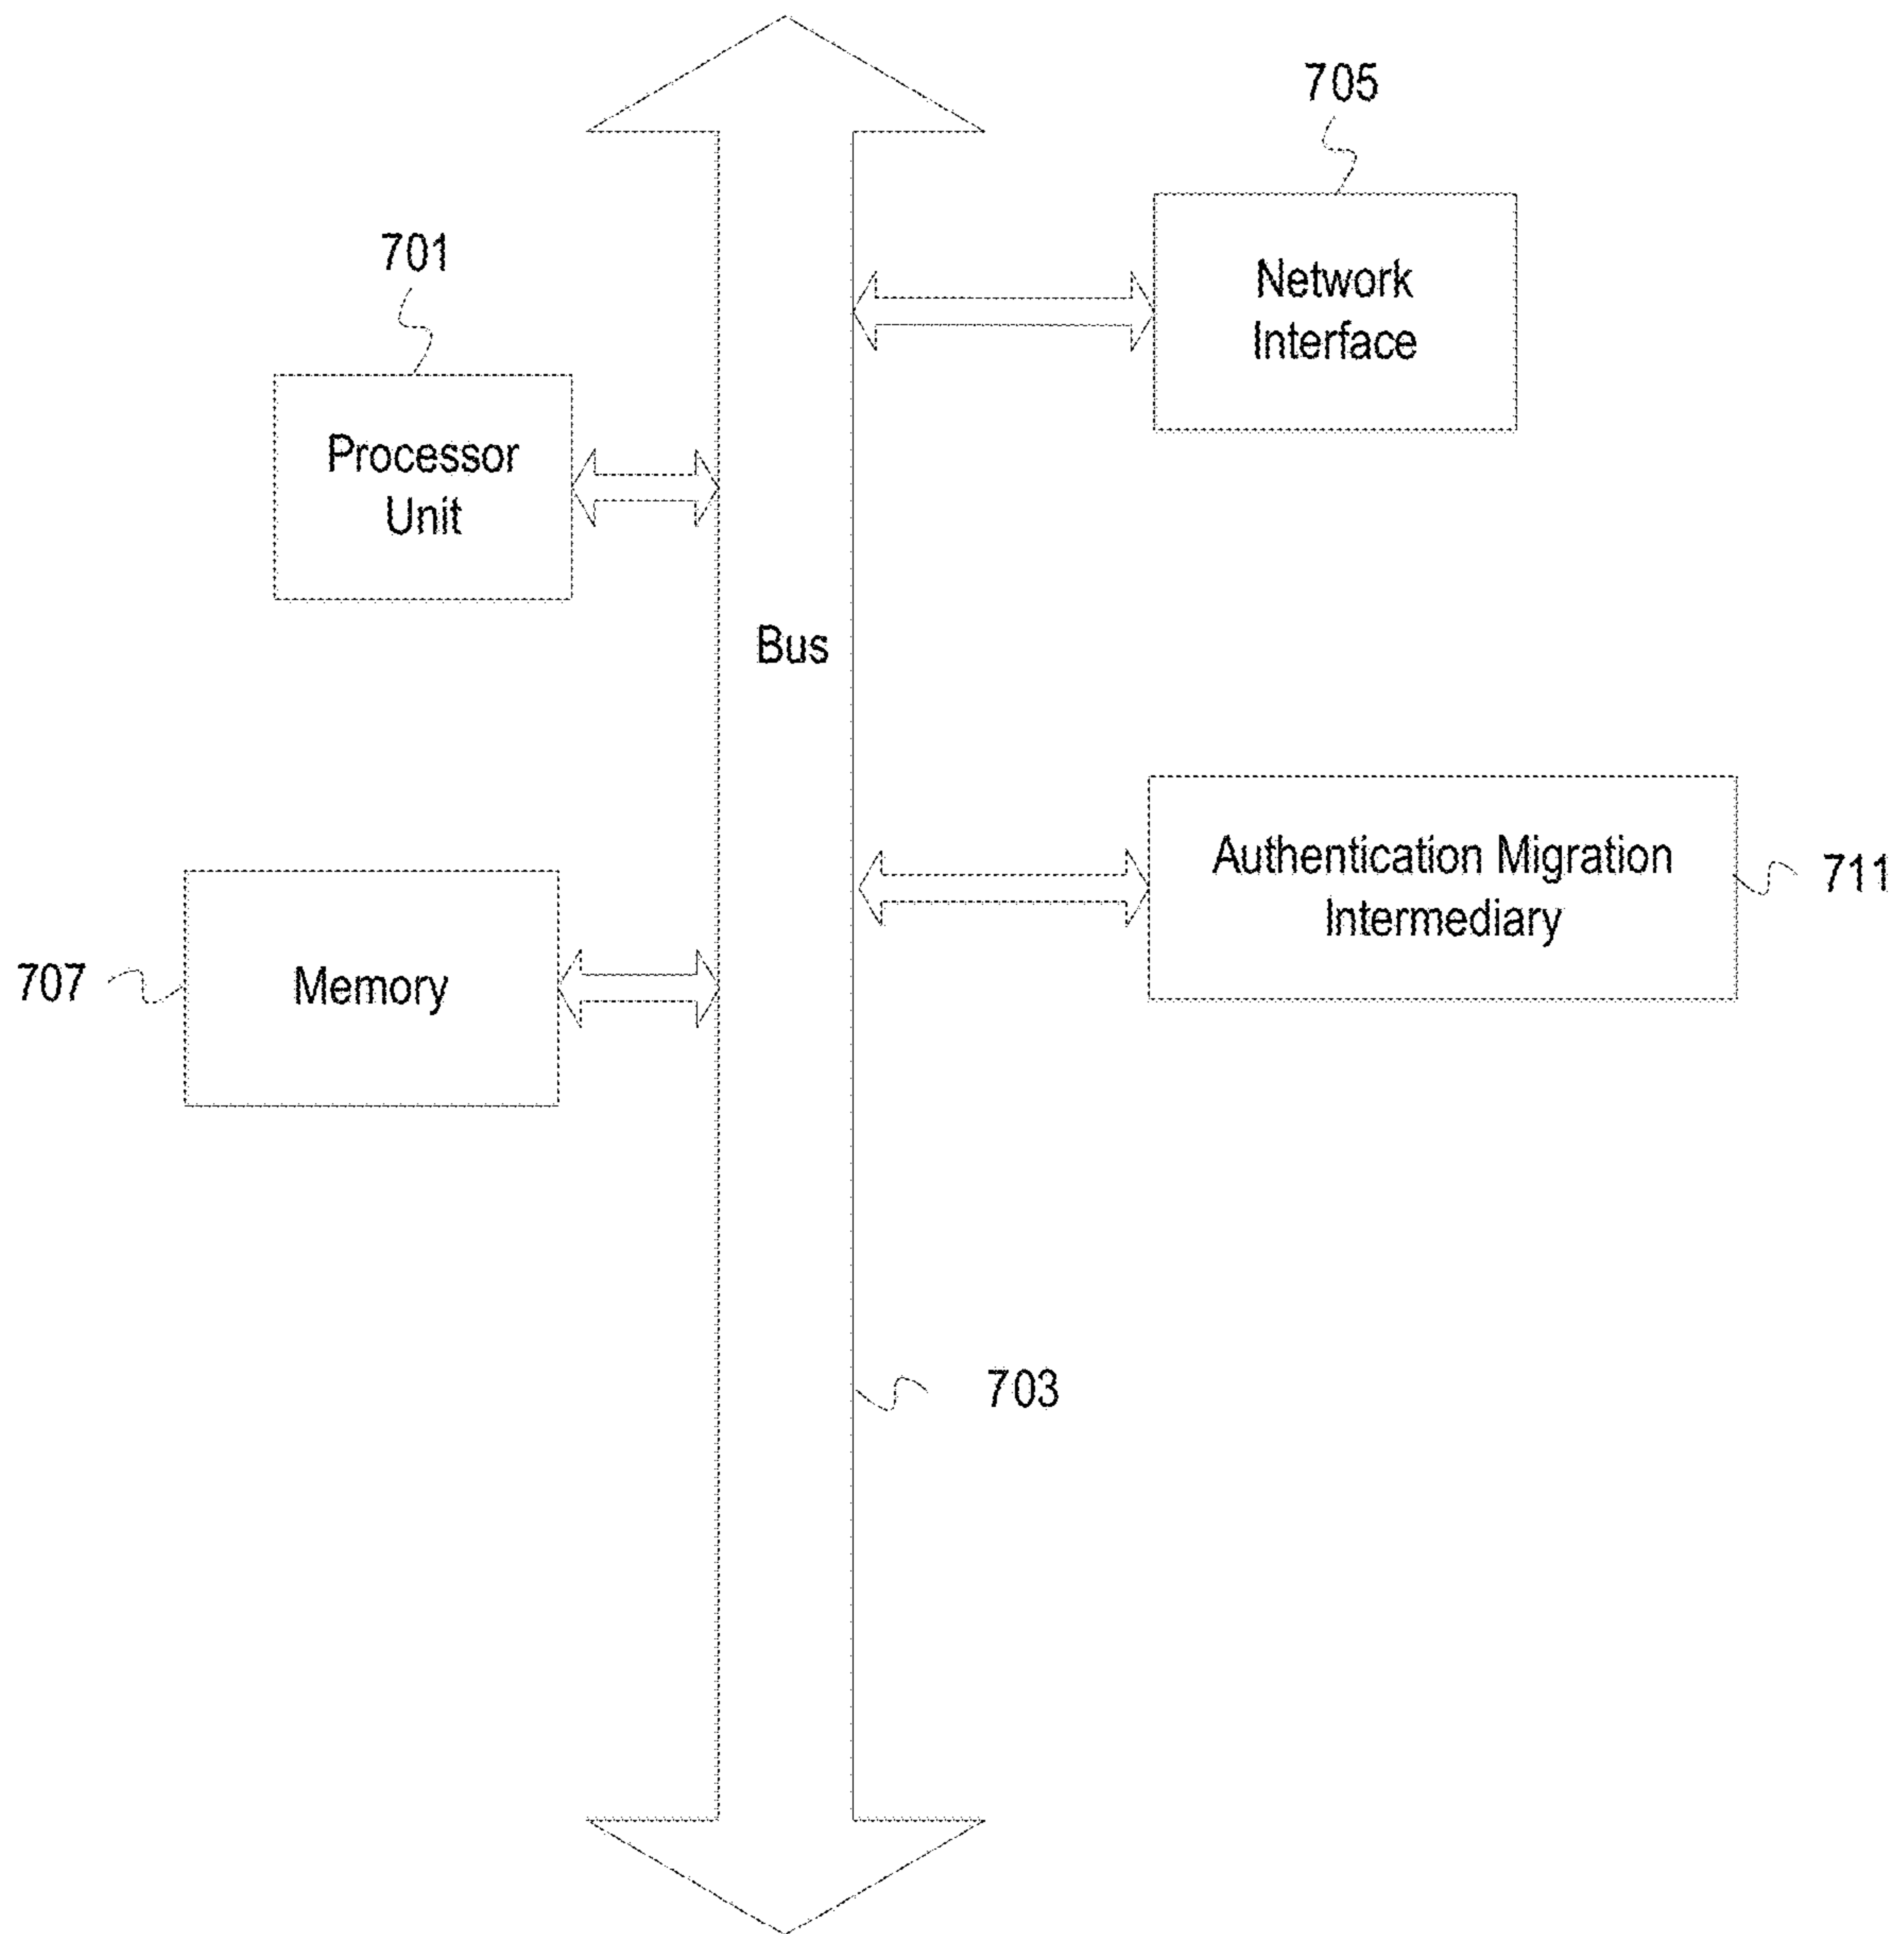 705
Network
Interface
701
Processor
Unit
Bus
Authentication Migration
Intermediary
711
707
Memory
703